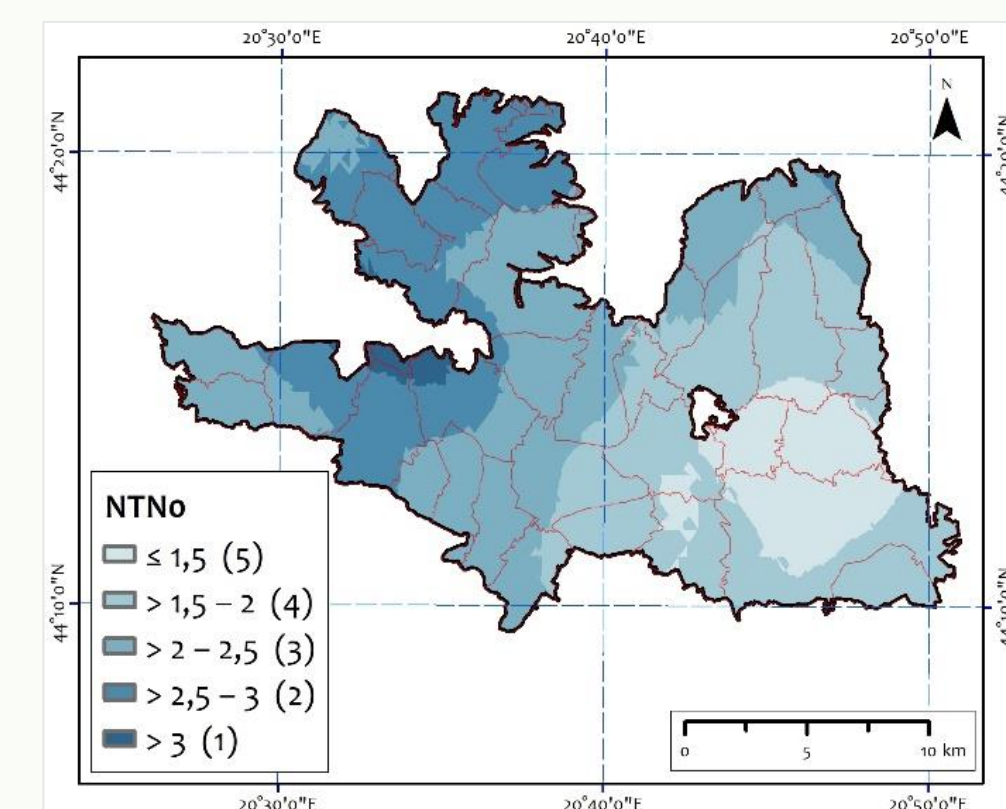 20°30'0"E 20°40'0"E 20°50'0"E
N
44°20'0"N
NTNo
≤ 1,5 (5)
> 1,5 – 2 (4)
> 2 – 2,5 (3)
> 2,5 – 3 (2)
> 3 (1)
44°10'0"N
0 5 10 km
20°30'0"E 20°40'0"E 20°50'0"E